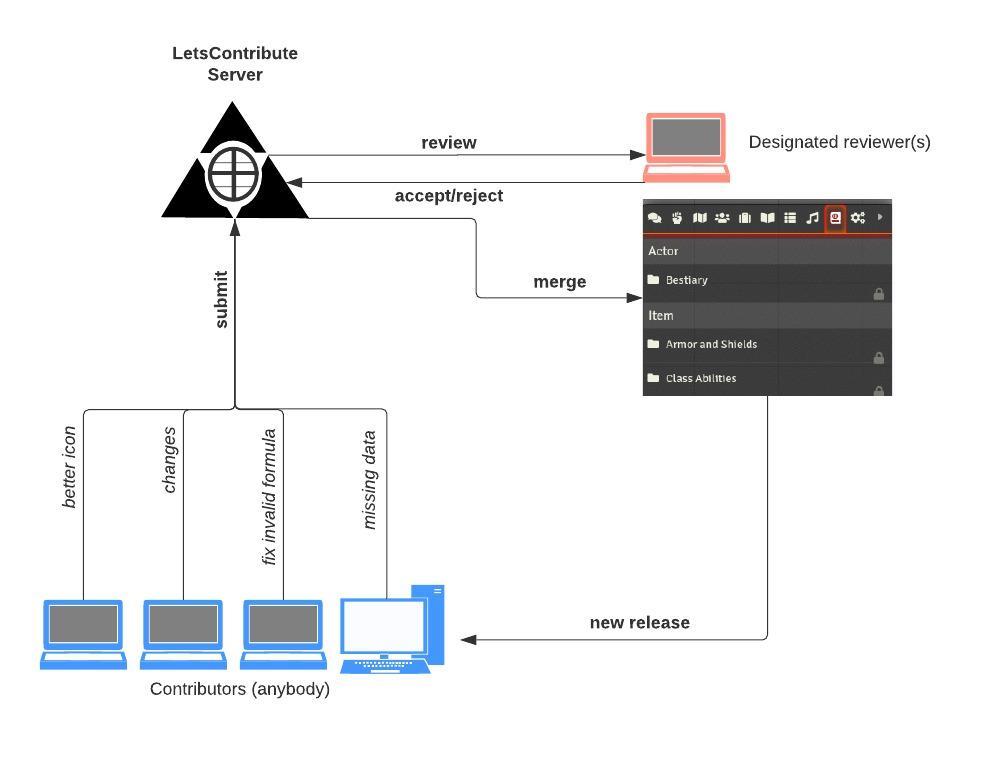 LetsContribute
Server
review
Designated reviewer(s)
accept/reject
Actor
Bestiary
Item
Armor and Shields
Class Abilities
merge
submit
better icon
changes
fix invalid formula
missing data
new release
Contributors (anybody)